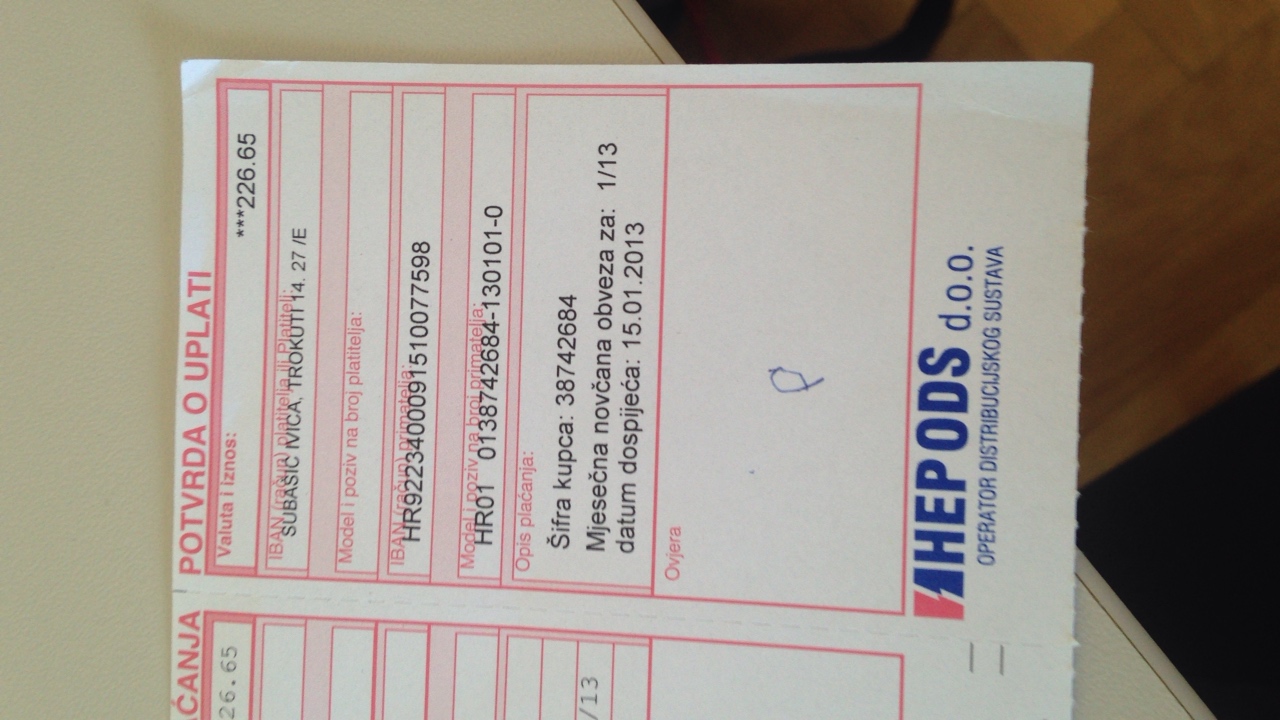 AĆANJA
26.65
/13
POTVRDA O UPLATI
Valuta i iznos:
***226.65
IBAN (račun) platitelja ili Platitelj:
SUBAŠIĆ IVICA, TROKUTI 14. 27 /E
Model i poziv na broj platitelja:
IBAN (račun) primatelja:
HR9223400091510077598
Model i poziv na broj primatelja:
HR01 0138742684-130101-0
Opis plaćanja:
Šifra kupca: 38742684
Mjesečna novčana obveza za: 1/13
datum dospijeća: 15.01.2013
Ovjera
HEP ODS d.o.o.
OPERATOR DISTRIBUCIJSKOG SUSTAVA